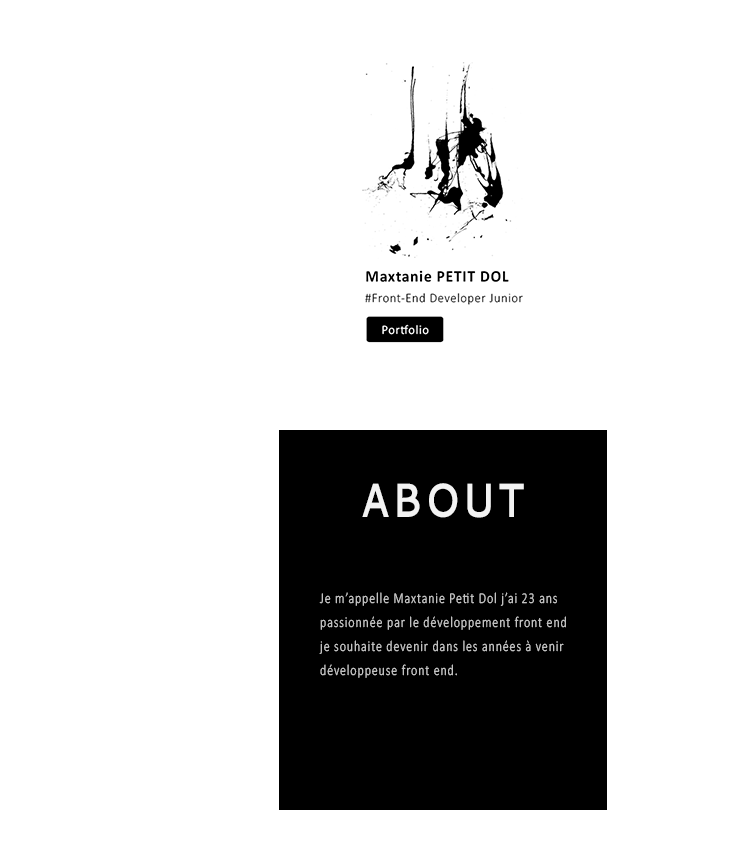 Maxtanie PETIT DOL
#Front-End Developer Junior
Portfolio
ABOUT
Je m’appelle Maxtanie Petit Dol j’ai 23 ans
passionnée par le développement front end
je souhaite devenir dans les années à venir
développeuse front end.